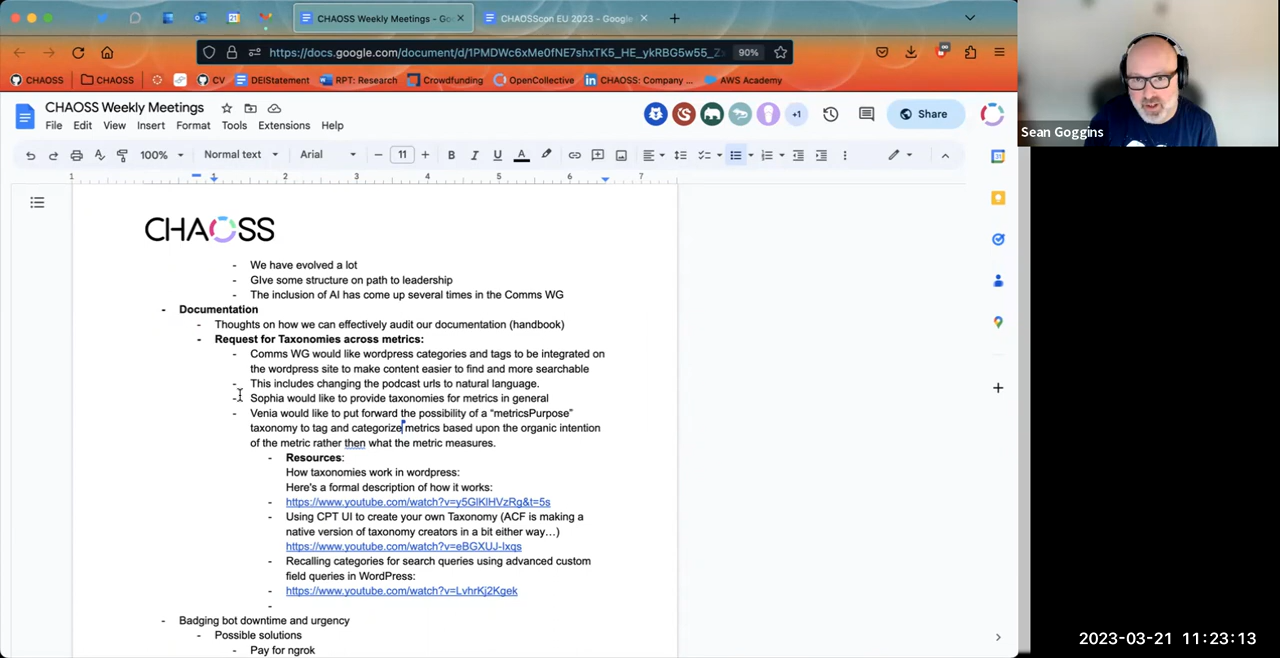 CHAOSS Weekly Meetings - Go
CHAOSScon EU 2023 - Google
https://docs.google.com/document/d/1PMDWc6xMe0fNE7shxTK5_HE_ykRBG5w55_Z
90%
CHAOSS
CHAOSS
CV
DEIStatement
RPT: Research
Crowdfunding
OpenCollective
CHAOSS: Company ...
AWS Academy
CHAOSS Weekly Meetings
+1
Share
File Edit View Insert Format Tools Extensions Help
100%
Normal text
Arial
11
B I U A
1 1 2 3 4 5 6 7
Sean Goggins
CHAOSS
- We have evolved a lot
- GIve some structure on path to leadership
- The inclusion of AI has come up several times in the Comms WG
- Documentation
- Thoughts on how we can effectively audit our documentation (handbook)
- Request for Taxonomies across metrics:
- Comms WG would like wordpress categories and tags to be integrated on
the wordpress site to make content easier to find and more searchable
- This includes changing the podcast urls to natural language.
- Sophia would like to provide taxonomies for metrics in general
- Venia would like to put forward the possibility of a “metricsPurpose”
taxonomy to tag and categorize metrics based upon the organic intention
of the metric rather then what the metric measures.
- Resources:
How taxonomies work in wordpress:
Here's a formal description of how it works:
- https://www.youtube.com/watch?v=y5GlKlHVzRg&t=5s
- Using CPT UI to create your own Taxonomy (ACF is making a
native version of taxonomy creators in a bit either way…)
https://www.youtube.com/watch?v=eBGXUJ-lxqs
- Recalling categories for search queries using advanced custom
field queries in WordPress:
- https://www.youtube.com/watch?v=LvhrKj2Kgek
-
- Badging bot downtime and urgency
- Possible solutions
- Pay for ngrok
2023-03-21 11:23:13